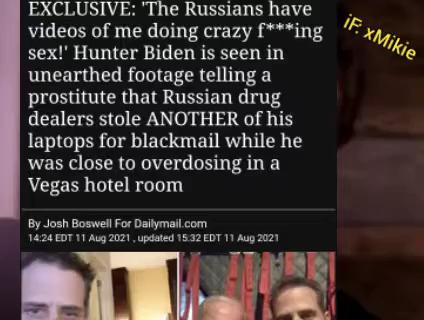 EXCLUSIVE: 'The Russians have
videos of me doing crazy f***ing
sex!' Hunter Biden is seen in
unearthed footage telling a
prostitute that Russian drug
dealers stole ANOTHER of his
laptops for blackmail while he
was close to overdosing in a
Vegas hotel room
By Josh Boswell For Dailymail.com
14:24 EDT 11 Aug 2021 , updated 15:32 EDT 11 Aug 2021
iF: xMikie